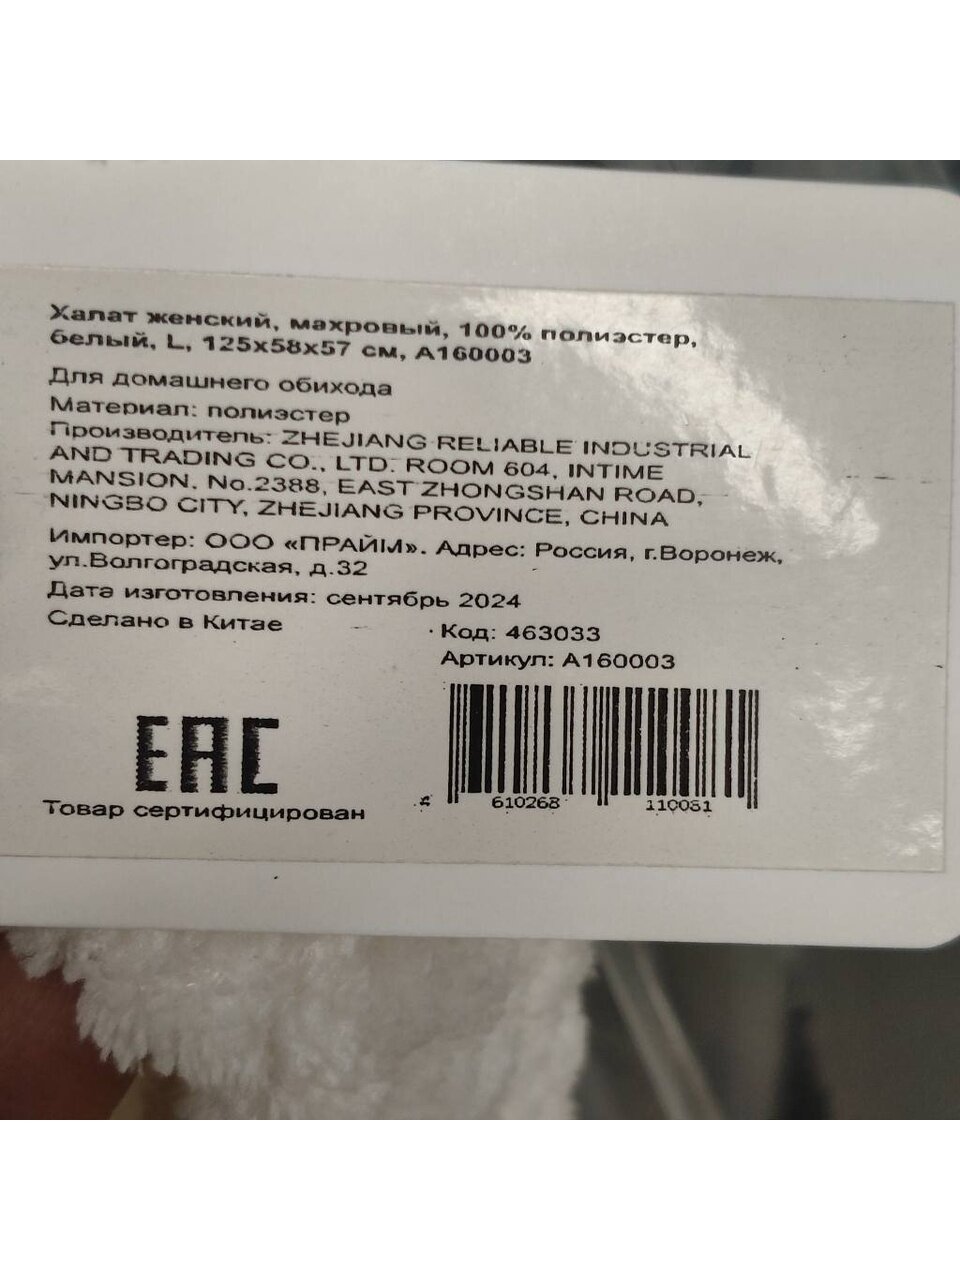 Халат женский, махровый, 100% полиэстер,
белый, L, 125x58x57 см, A160003
Для домашнего обихода
Материал: полиэстер
Производитель: ZHEJIANG RELIABLE INDUSTRIAL
AND TRADING CO., LTD. ROOM 604, INTIME
MANSION. No.2388, EAST ZHONGSHAN ROAD,
NINGBO CITY, ZHEJIANG PROVINCE, CHINA
Импортер: ООО «ПРАЙМ». Адрес: Россия, г.Воронеж,
ул.Волгоградская, д.32
Дата изготовления: сентябрь 2024
Сделано в Китае
Код: 463033
Артикул: A160003
EAC
Товар сертифицирован
610268